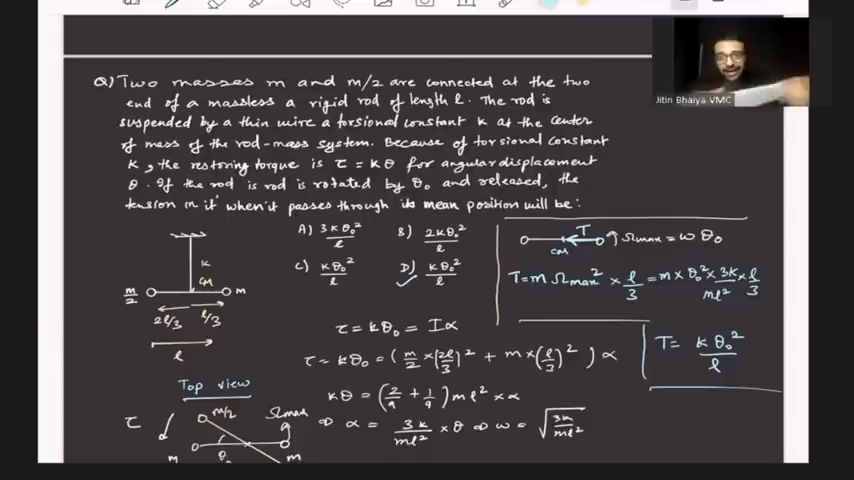 Q) Two masses m and m/2 are connected at the two
end of a massless a rigid rod of length l. The rod is
suspended by a thin wire a torsional constant k at the center
of mass of the rod-mass system. Because of torsional constant
k, the restoring torque is τ = kθ for angular displacement
θ. If the rod is rod is rotated by θ₀ and released, the
tension in it when it passes through its mean position will be:
A) 3kθ₀²/l B) 2kθ₀²/l
C) kθ₀²/l D) kθ₀²/l
Jitin Bhaiya VMC
k
CM
m/2 m
2l/3 l/3
l
Top view
τ
m/2
Ωmax
θ₀
m m
τ = kθ₀ = Iα
τ = kθ₀ = (m/2 × (2l/3)² + m × (l/3)²) α
kθ = (2/9 + 1/9) ml² × α
⇒ α = 3k/ml² × θ ⇒ ω = √(3k/ml²)
T
CM
Ωmax = ω θ₀
T = m Ωmax² × l/3 = m × θ₀² × 3k/ml² × l/3
T = kθ₀²/l